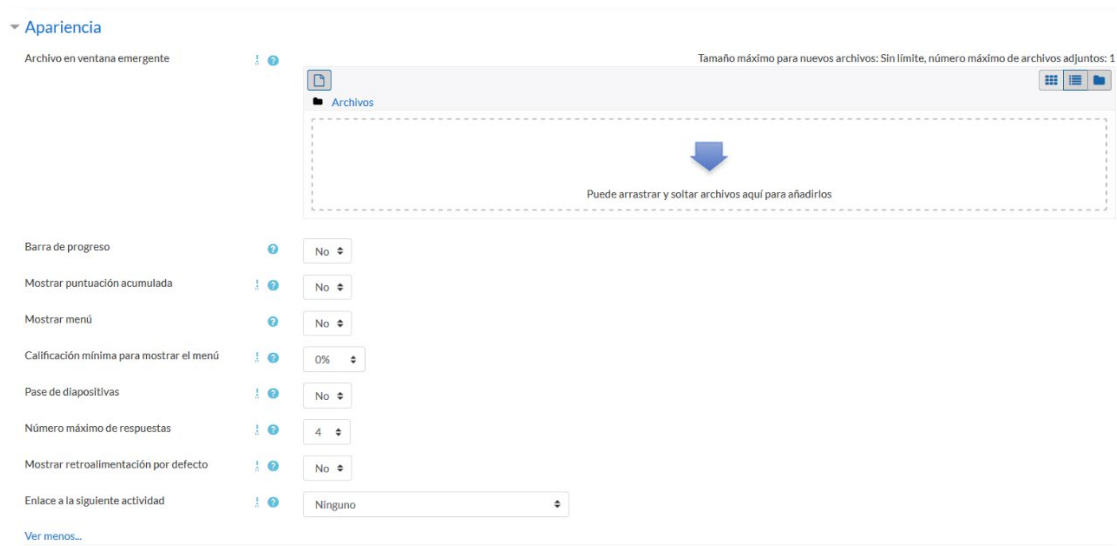 Apariencia
Archivo en ventana emergente
Tamaño máximo para nuevos archivos: Sin límite, número máximo de archivos adjuntos: 1
Archivos
Puede arrastrar y soltar archivos aquí para añadirlos
Barra de progreso No
Mostrar puntuación acumulada No
Mostrar menú No
Calificación mínima para mostrar el menú 0%
Pase de diapositivas No
Número máximo de respuestas 4
Mostrar retroalimentación por defecto No
Enlace a la siguiente actividad Ninguno
Ver menos...